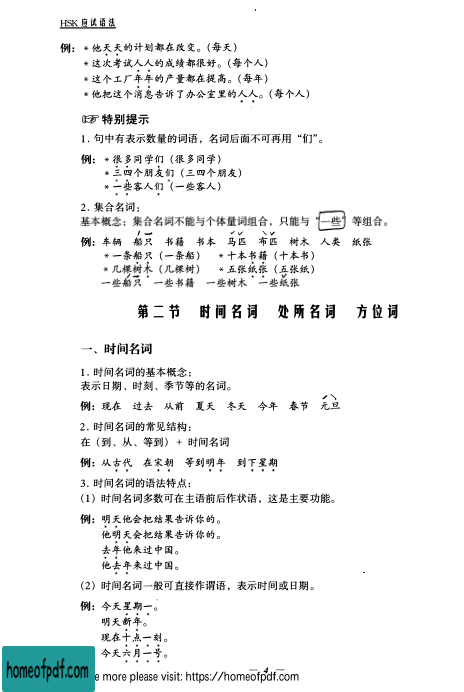 HSK 应试语法
例：＊他天天的计划都在改变。（每天）
＊这次考试人人的成绩都很好。（每个人）
＊这个工厂年年的产量都在提高。（每年）
＊他把这个消息告诉了办公室里的人人。（每个人）
☞ 特别提示
1. 句中有表示数量的词语，名词后面不可再用“们”。
例：＊很多同学们（很多同学）
＊三四个朋友们（三四个朋友）
＊一些客人们（一些客人）
2. 集合名词：
基本概念：集合名词不能与个体量词组合，只能与“一些”等组合。
例：车辆 船只 书籍 书本 马匹 布匹 树木 人类 纸张
＊一条船只（一条船） ＊十本书籍（十本书）
＊几棵树木（几棵树） ＊五张纸张（五张纸）
一些船只 一些书籍 一些树木 一些纸张
第二节 时间名词 处所名词 方位词
一、时间名词
1. 时间名词的基本概念：
表示日期、时刻、季节等的名词。
例：现在 过去 从前 夏天 冬天 今年 春节 元旦
2. 时间名词的常见结构：
在（到、从、等到）+ 时间名词
例：从古代 在宋朝 等到明年 到下星期
3. 时间名词的语法特点：
（1）时间名词多数可在主语前后作状语，这是主要功能。
例：明天他会把结果告诉你的。
他明天会把结果告诉你的。
去年他来过中国。
他去年来过中国。
（2）时间名词一般可直接作谓语，表示时间或日期。
例：今天星期一。
明天新年。
现在十点一刻。
今天六月一号。
— 4 —
homeofpdf.com
e more please visit: https://homeofpdf.com